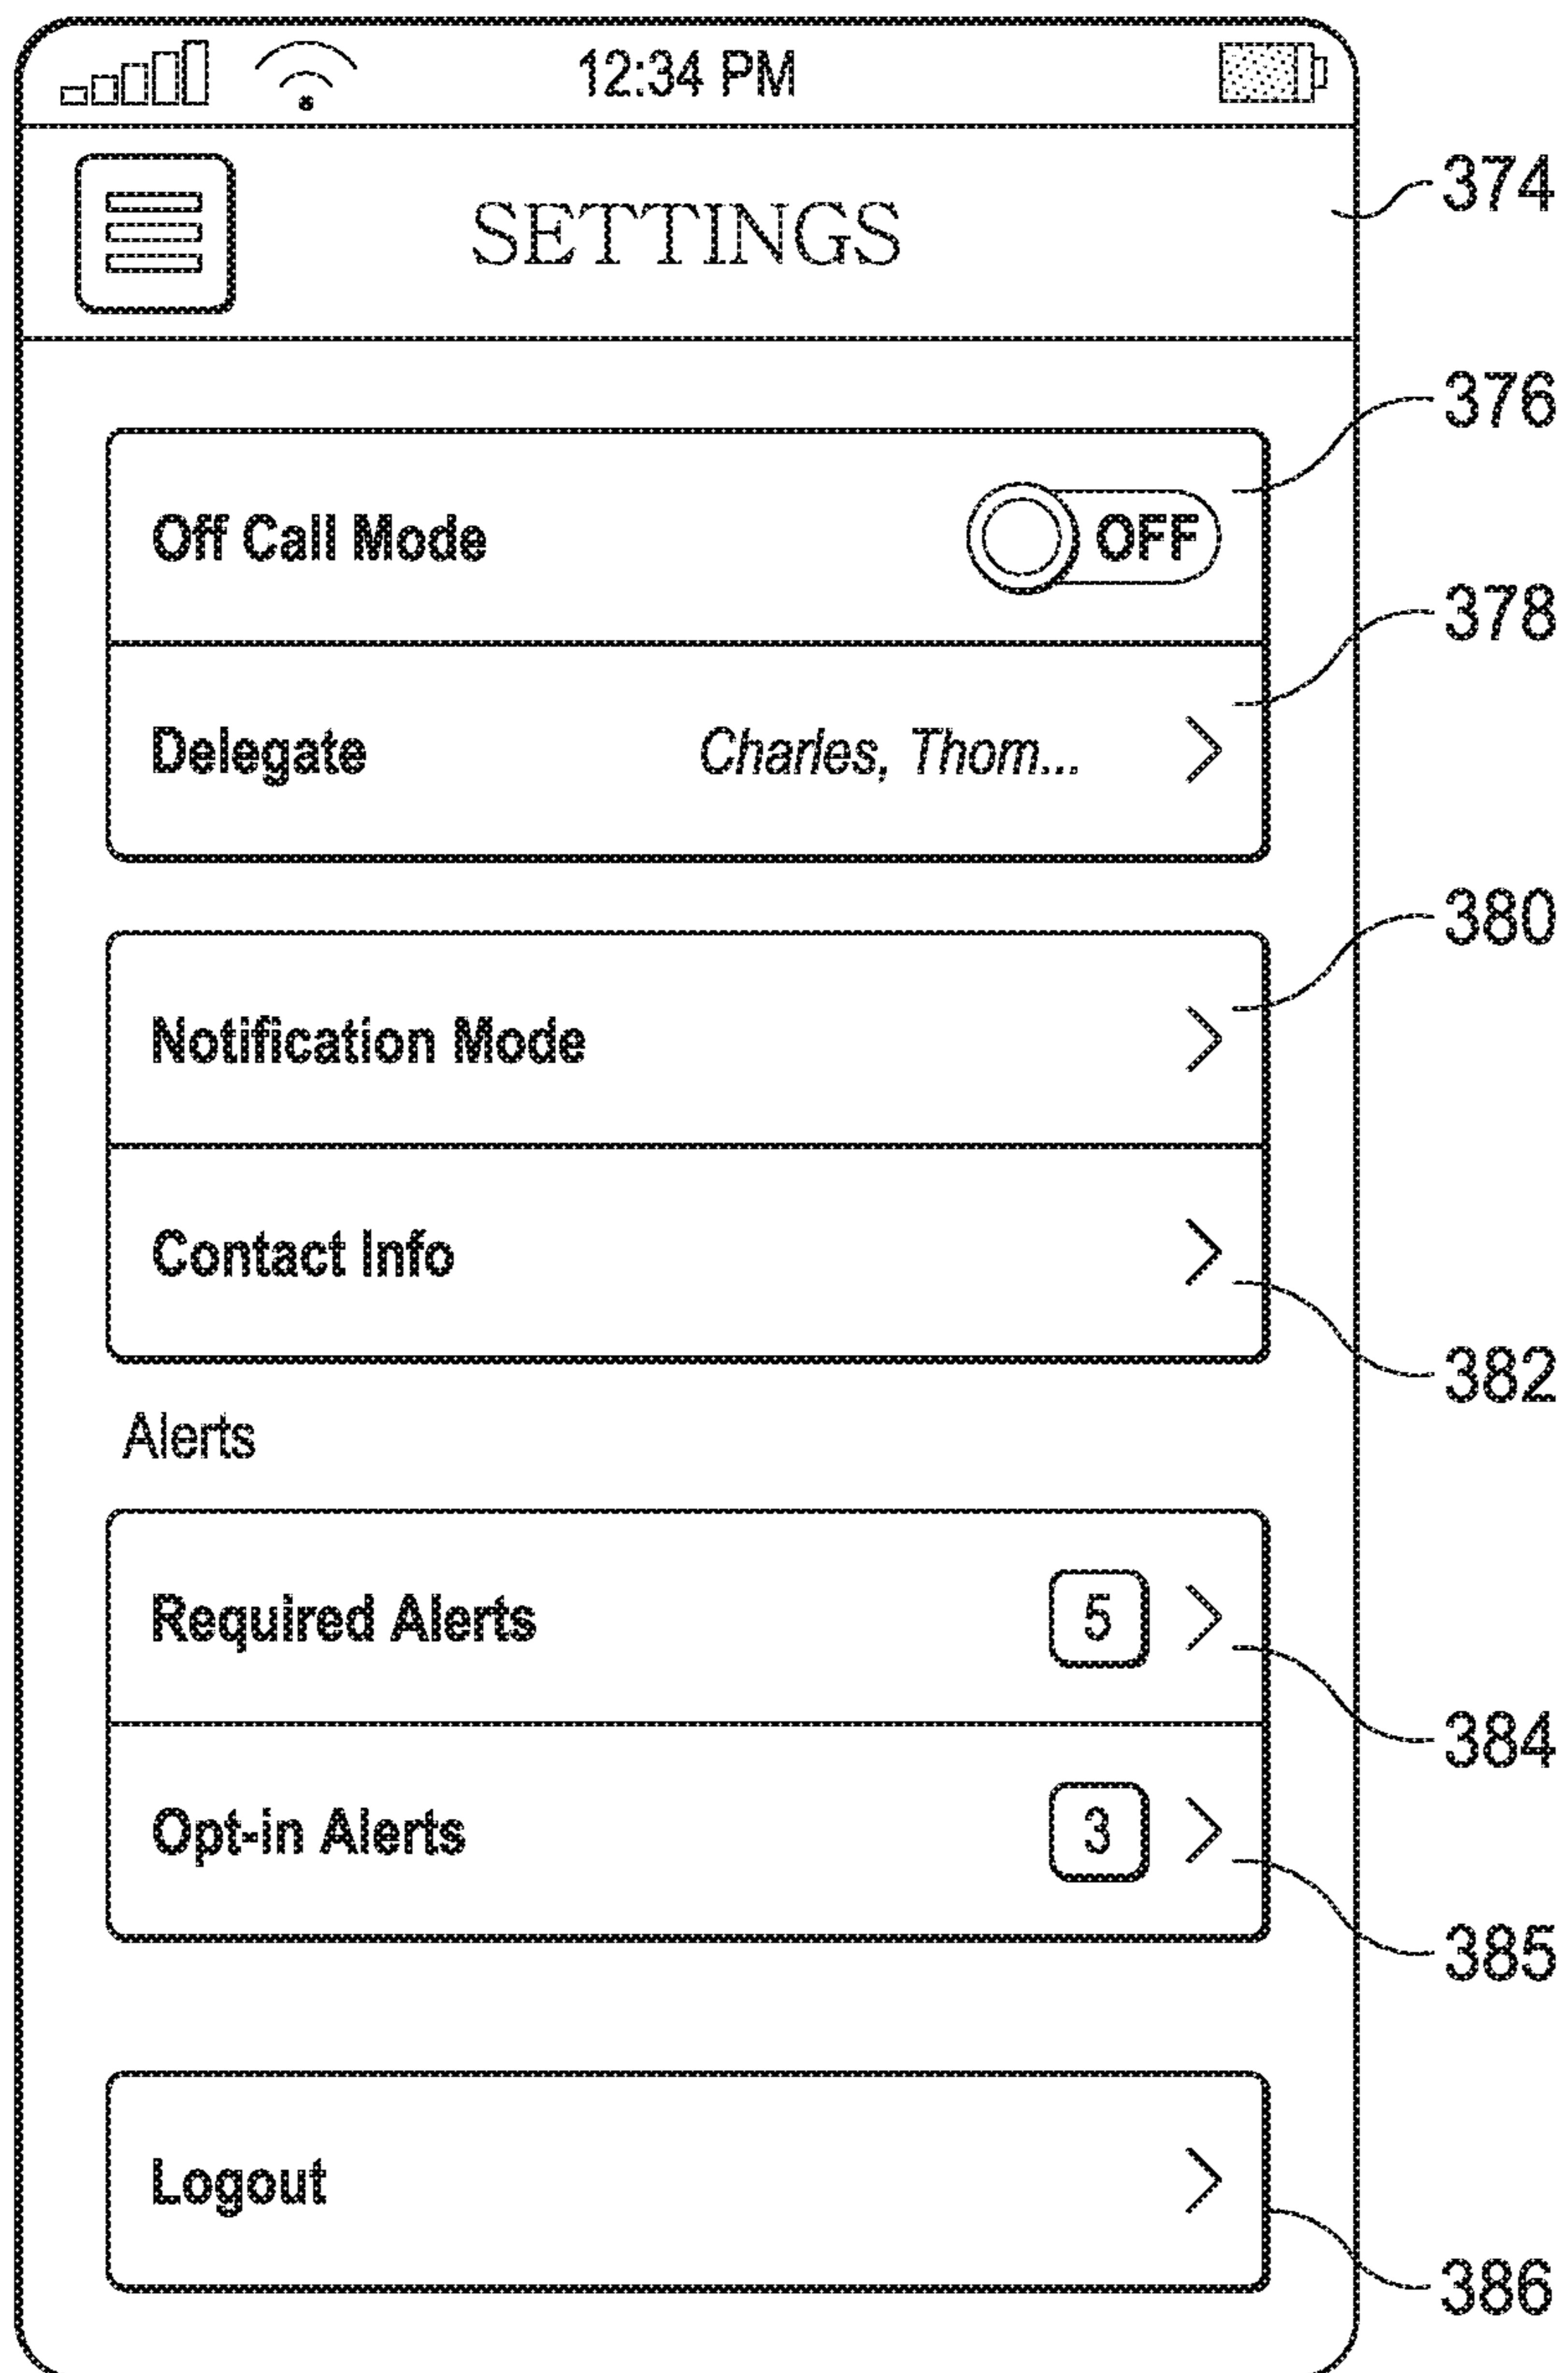 12:34 PM
SETTINGS
374
376
Off Call Mode OFF
378
Delegate Charles, Thom...
380
Notification Mode
Contact Info
382
Alerts
Required Alerts 5
384
Opt-in Alerts 3
385
Logout
386